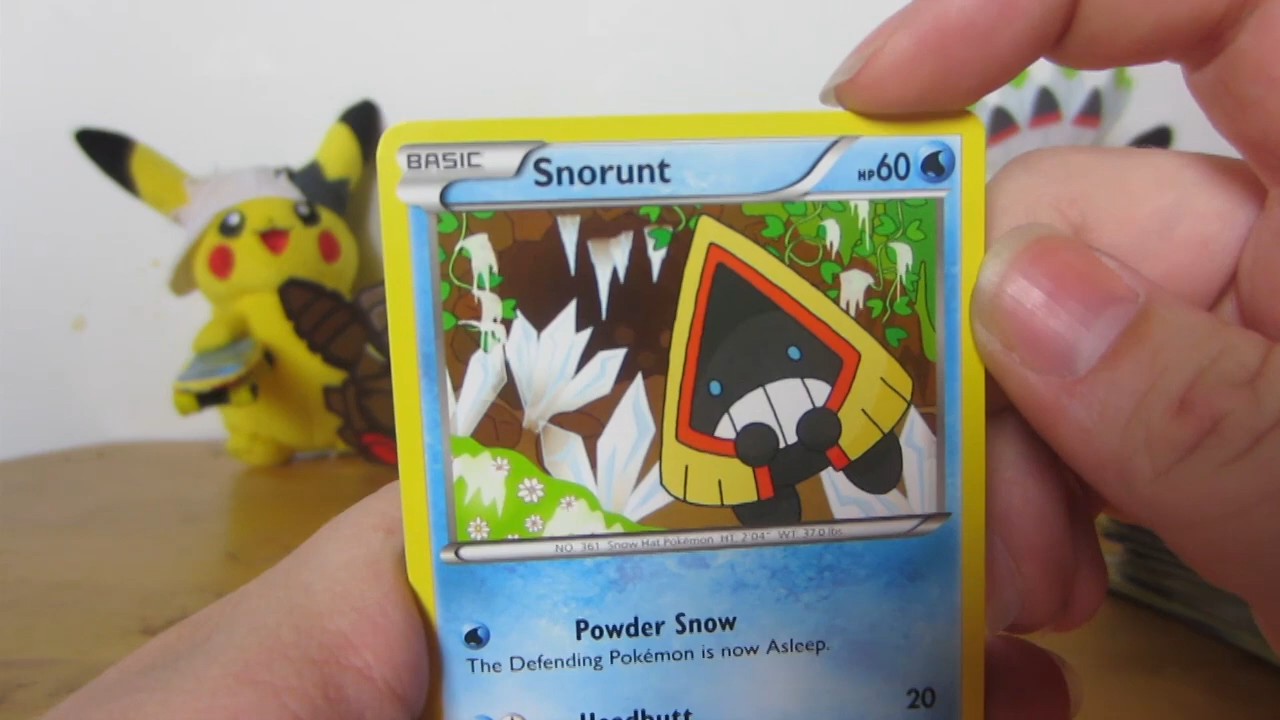 BASIC Snorunt HP60
NO. 361 Snow Hat Pokémon HT. 2'04" WT. 37.0 lbs
Powder Snow
The Defending Pokémon is now Asleep.
Headbutt 20